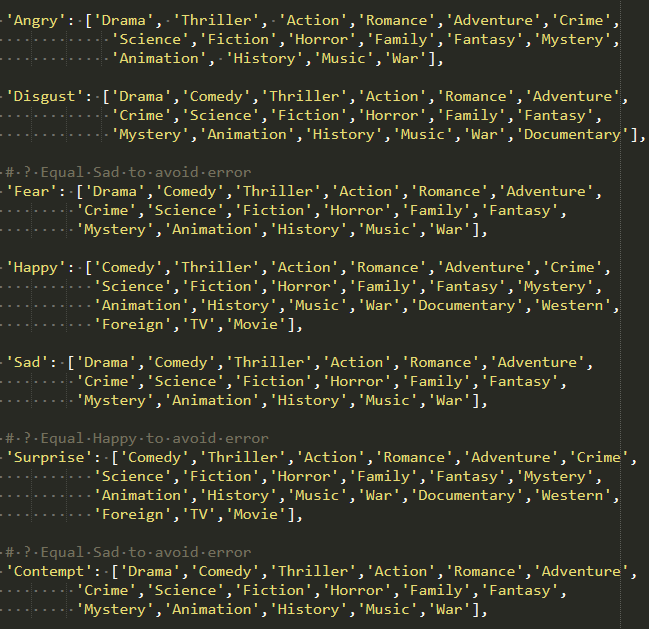 'Angry': ['Drama', 'Thriller', 'Action','Romance','Adventure','Crime',
'Science','Fiction','Horror','Family','Fantasy','Mystery',
'Animation', 'History','Music','War'],
'Disgust': ['Drama','Comedy','Thriller','Action','Romance','Adventure',
'Crime','Science','Fiction','Horror','Family','Fantasy',
'Mystery','Animation','History','Music','War','Documentary'],
# ? Equal Sad to avoid error
'Fear': ['Drama','Comedy','Thriller','Action','Romance','Adventure',
'Crime','Science','Fiction','Horror','Family','Fantasy',
'Mystery','Animation','History','Music','War'],
'Happy': ['Comedy','Thriller','Action','Romance','Adventure','Crime',
'Science','Fiction','Horror','Family','Fantasy','Mystery',
'Animation','History','Music','War','Documentary','Western',
'Foreign','TV','Movie'],
'Sad': ['Drama','Comedy','Thriller','Action','Romance','Adventure',
'Crime','Science','Fiction','Horror','Family','Fantasy',
'Mystery','Animation','History','Music','War'],
# ? Equal Happy to avoid error
'Surprise': ['Comedy','Thriller','Action','Romance','Adventure','Crime',
'Science','Fiction','Horror','Family','Fantasy','Mystery',
'Animation','History','Music','War','Documentary','Western',
'Foreign','TV','Movie'],
# ? Equal Sad to avoid error
'Contempt': ['Drama','Comedy','Thriller','Action','Romance','Adventure',
'Crime','Science','Fiction','Horror','Family','Fantasy',
'Mystery','Animation','History','Music','War'],